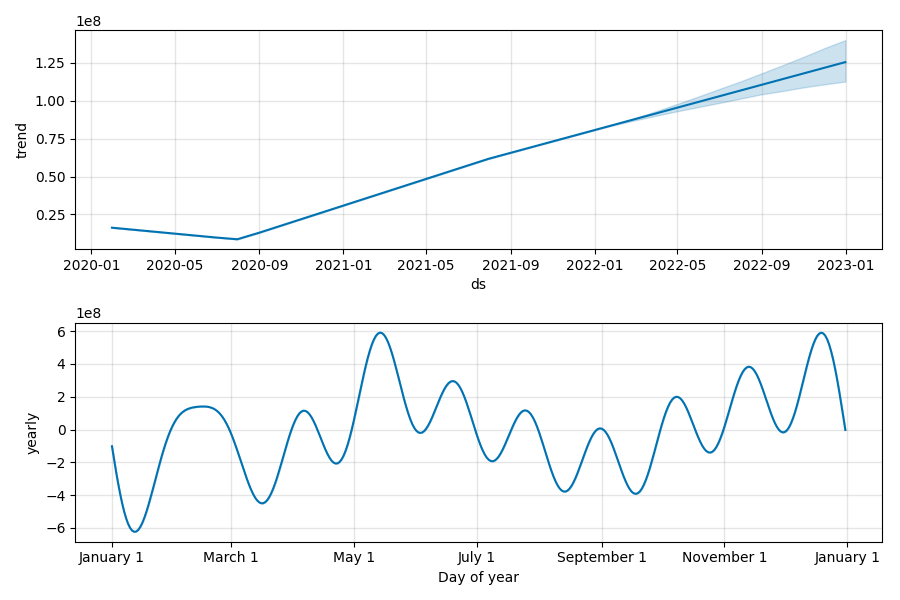 1e8
1.25
1.00
0.75
0.50
0.25
trend
2020-01 2020-05 2020-09 2021-01 2021-05 2021-09 2022-01 2022-05 2022-09 2023-01
ds
1e8
6
4
2
0
−2
−4
−6
yearly
January 1 March 1 May 1 July 1 September 1 November 1 January 1
Day of year